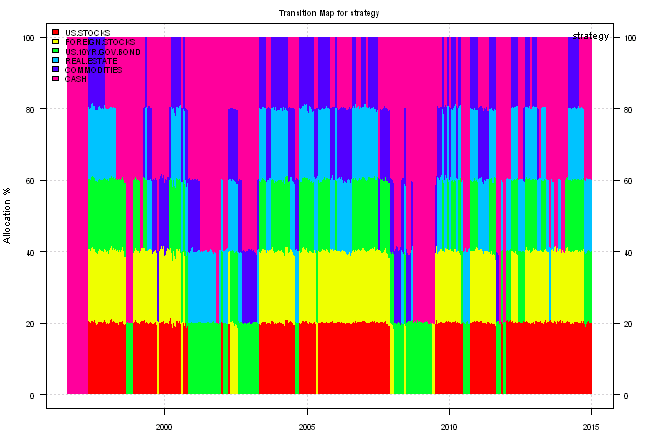 Transition Map for strategy
US.STOCKS
FOREIGN.STOCKS
US.10YR.GOV.BOND
REAL.ESTATE
COMMODITIES
CASH
strategy
100
80
60
40
20
0
100
80
60
40
20
0
Allocation %
2000
2005
2010
2015